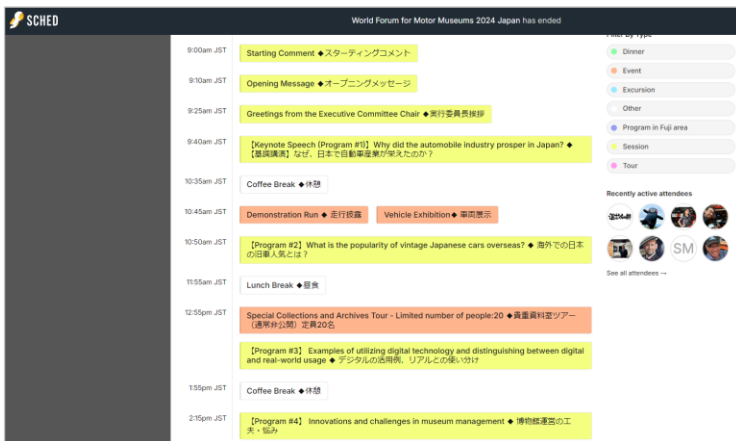 SCHED
World Forum for Motor Museums 2024 Japan has ended
Filter By Type
9:00am JST
Starting Comment ◆スターティングコメント
Dinner
Event
9:10am JST
Opening Message ◆オープニングメッセージ
Excursion
Other
9:25am JST
Greetings from the Executive Committee Chair ◆実行委員長挨拶
Program in Fuji area
9:40am JST
【Keynote Speech (Program #1)】 Why did the automobile industry prosper in Japan? ◆
【基調講演】なぜ、日本で自動車産業が栄えたのか？
Session
Tour
10:35am JST
Coffee Break ◆休憩
Recently active attendees
10:45am JST
Demonstration Run ◆ 走行披露
Vehicle Exhibition◆ 車両展示
10:50am JST
【Program #2】 What is the popularity of vintage Japanese cars overseas? ◆ 海外での日本
の旧車人気とは？
SM
See all attendees →
11:55am JST
Lunch Break ◆昼食
12:55pm JST
Special Collections and Archives Tour - Limited number of people:20 ◆貴重資料室ツアー
（通常非公開）定員20名
【Program #3】 Examples of utilizing digital technology and distinguishing between digital
and real-world usage ◆ デジタルの活用例、リアルとの使い分け
1:55pm JST
Coffee Break ◆休憩
2:15pm JST
【Program #4】 Innovations and challenges in museum management ◆ 博物館運営の工
夫・悩み